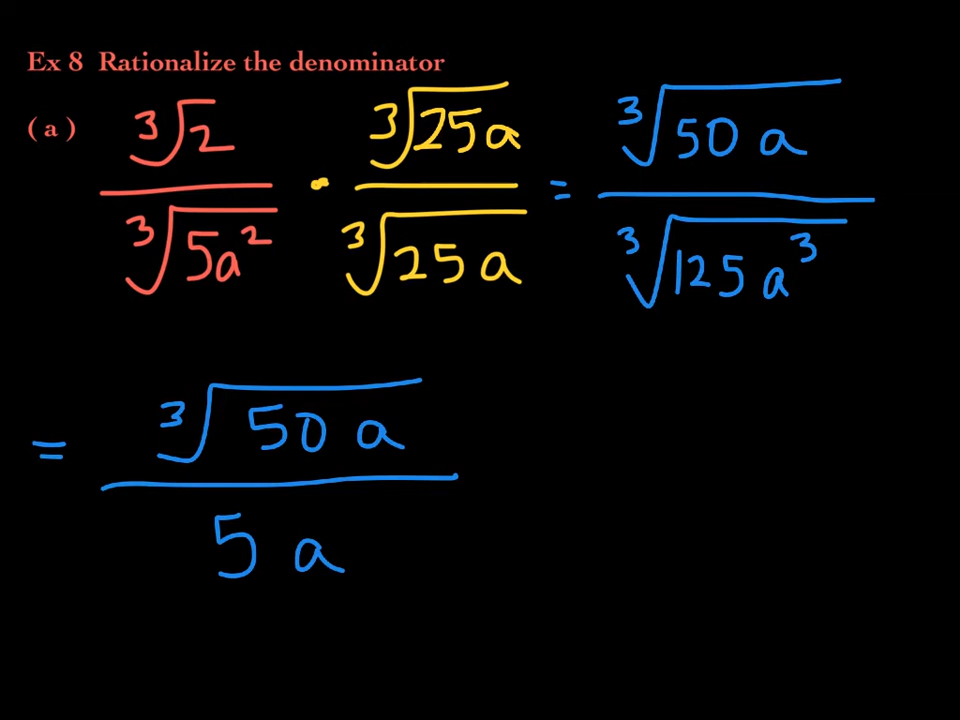 Ex 8 Rationalize the denominator
( a ) ∛2 / ∛5a² · ∛25a / ∛25a = ∛50a / ∛125a³
= ∛50a / 5a